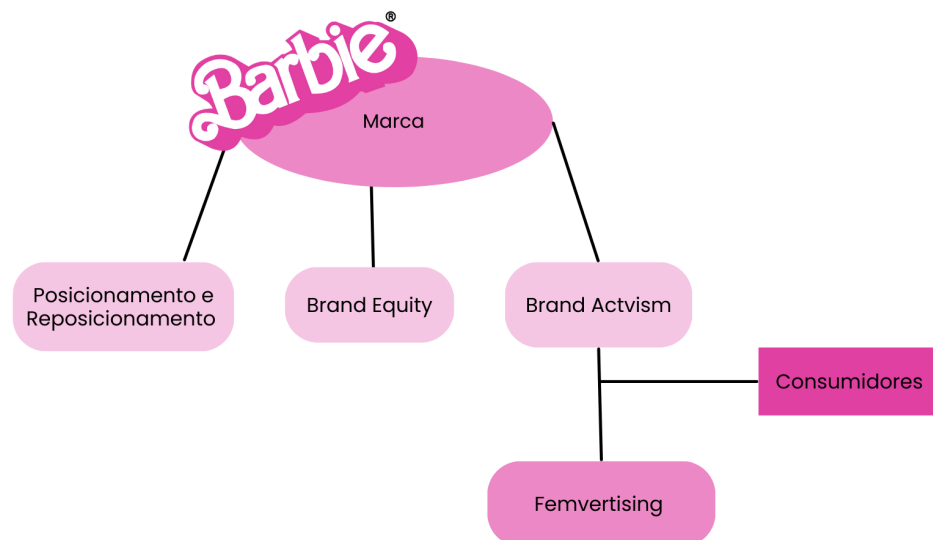 Barbie®
Marca
Posicionamento e
Reposicionamento
Brand Equity
Brand Actvism
Consumidores
Femvertising